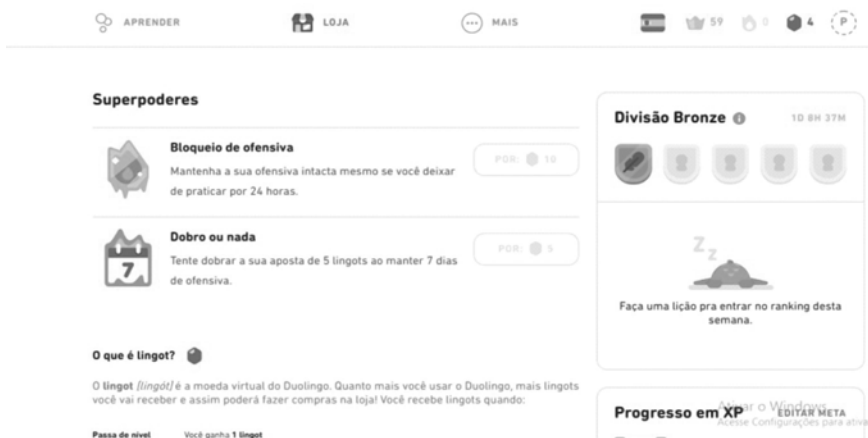 APRENDER LOJA MAIS 59 0 4 P
Superpoderes
Bloqueio de ofensiva
Mantenha a sua ofensiva intacta mesmo se você deixar
de praticar por 24 horas.
POR: 10
Dobro ou nada
Tente dobrar a sua aposta de 5 lingots ao manter 7 dias
de ofensiva.
POR: 5
7
O que é lingot?
O lingot [lingót] é a moeda virtual do Duolingo. Quanto mais você usar o Duolingo, mais lingots
você vai receber e assim poderá fazer compras na loja! Você recebe lingots quando:
Passa de nível Você ganha 1 lingot
Divisão Bronze 1D 8H 37M
Z z
Faça uma lição pra entrar no ranking desta
semana.
Progresso em XP EDITAR META
Ativar o Windows
Acesse Configurações para ativa